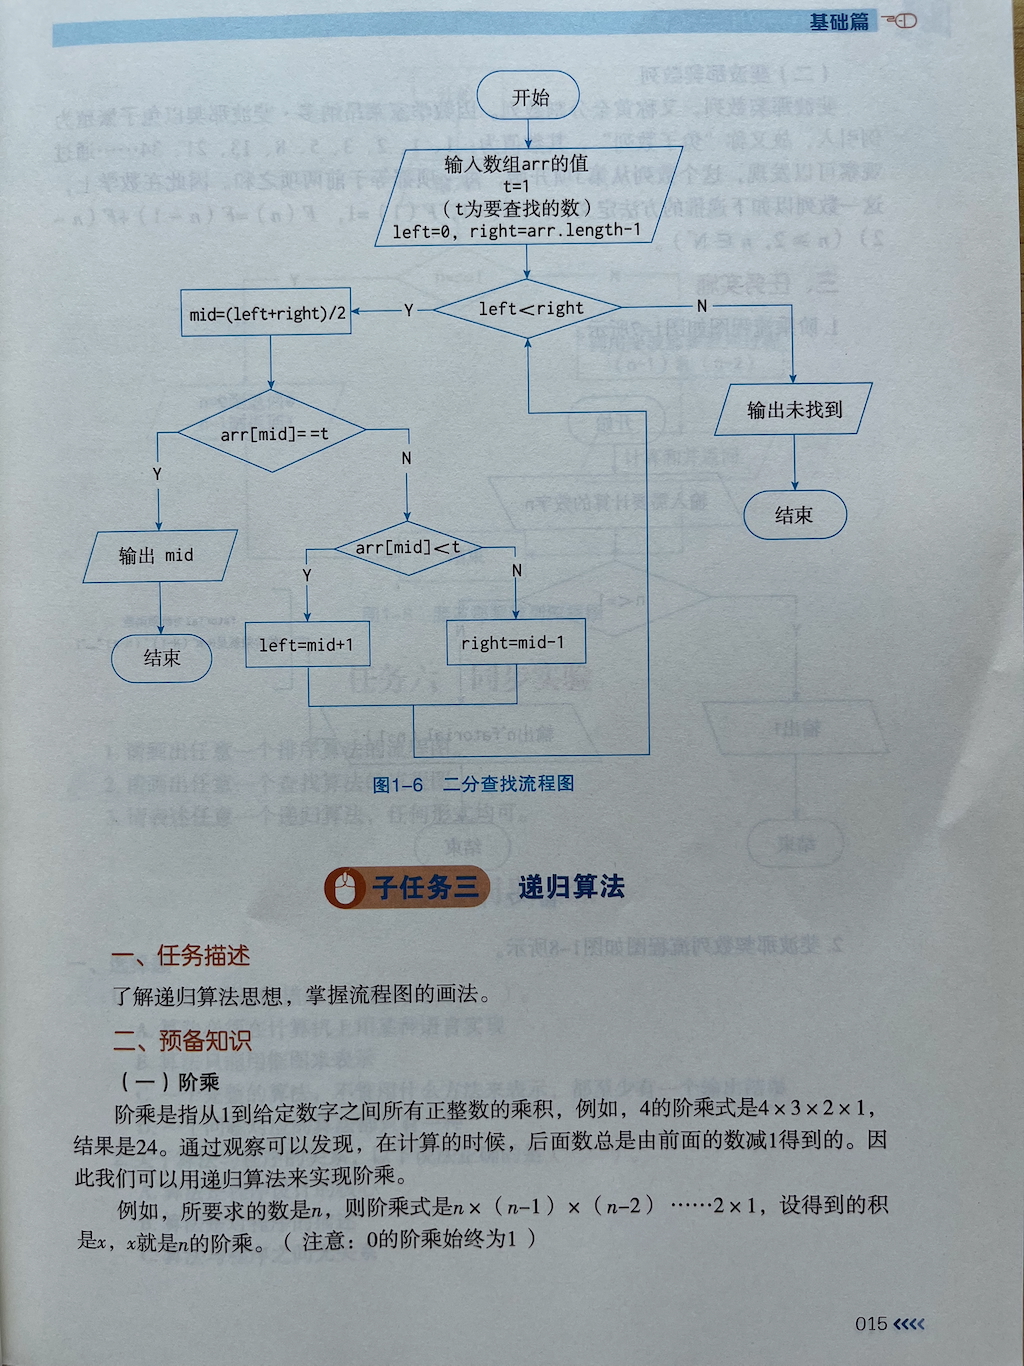 基础篇
开始
输入数组arr的值
t=1
（t为要查找的数）
left=0, right=arr.length-1
left<right
Y
N
mid=(left+right)/2
输出未找到
结束
arr[mid]==t
Y
N
输出 mid
结束
arr[mid]<t
Y
N
left=mid+1
right=mid-1
图1-6 二分查找流程图
子任务三 递归算法
一、任务描述
了解递归算法思想，掌握流程图的画法。
二、预备知识
（一）阶乘
阶乘是指从1到给定数字之间所有正整数的乘积，例如，4的阶乘式是4×3×2×1，
结果是24。通过观察可以发现，在计算的时候，后面数总是由前面的数减1得到的。因
此我们可以用递归算法来实现阶乘。
例如，所要求的数是n，则阶乘式是n×（n-1）×（n-2）……2×1，设得到的积
是x，x就是n的阶乘。（注意：0的阶乘始终为1）
015